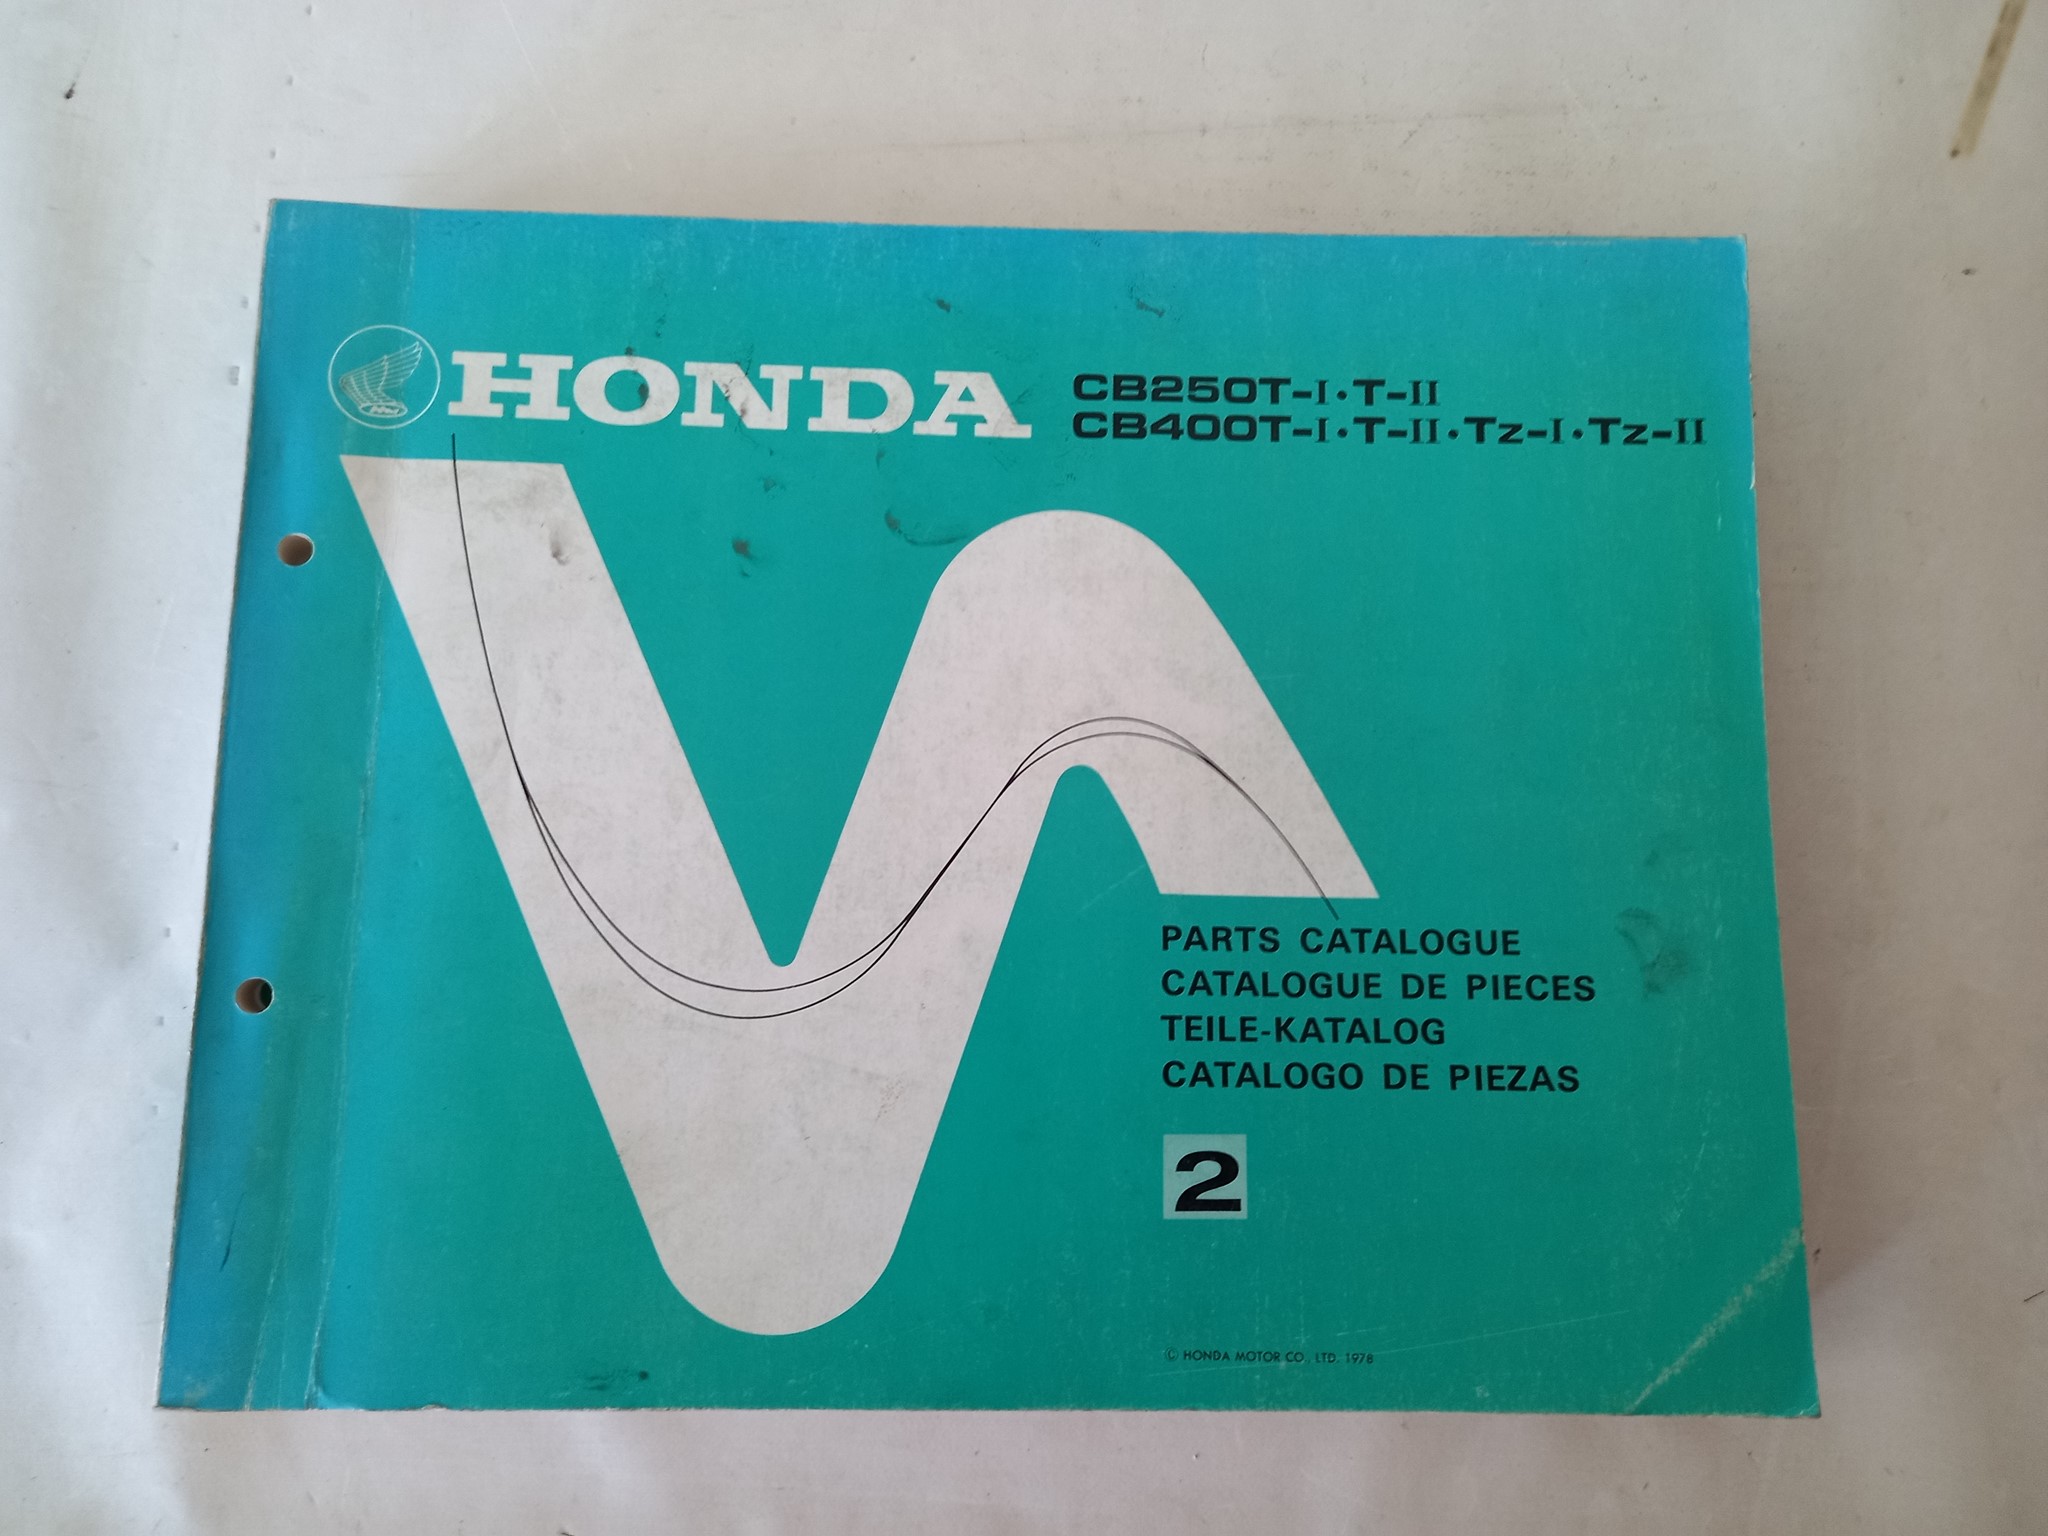 HONDA
CB250T-I·T-II
CB400T-I·T-II·Tz-I·Tz-II
PARTS CATALOGUE
CATALOGUE DE PIECES
TEILE-KATALOG
CATALOGO DE PIEZAS
2
© HONDA MOTOR CO., LTD. 1978